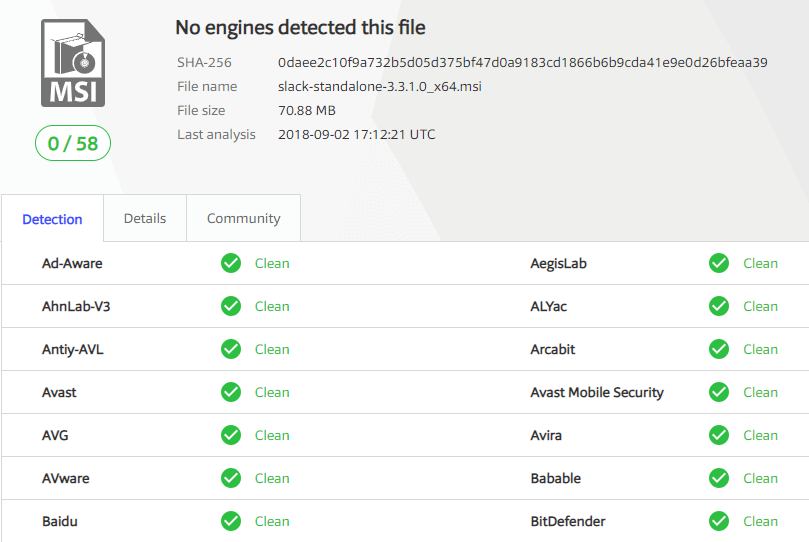 No engines detected this file
SHA-256 0daee2c10f9a732b5d05d375bf47d0a9183cd1866b6b9cda41e9e0d26bfeaa39
File name slack-standalone-3.3.1.0_x64.msi
File size 70.88 MB
Last analysis 2018-09-02 17:12:21 UTC
MSI
0 / 58
Detection Details Community
Ad-Aware Clean AegisLab Clean
AhnLab-V3 Clean ALYac Clean
Antiy-AVL Clean Arcabit Clean
Avast Clean Avast Mobile Security Clean
AVG Clean Avira Clean
AVware Clean Babable Clean
Baidu Clean BitDefender Clean